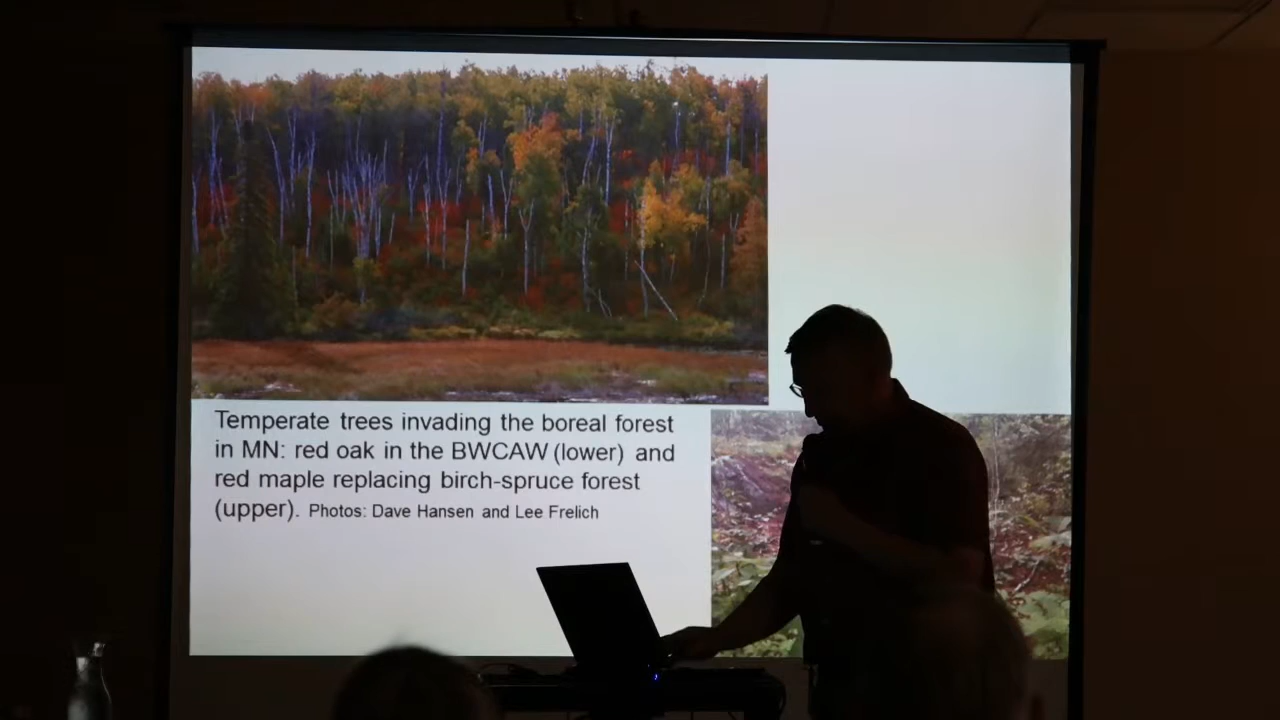 Temperate trees invading the boreal forest
in MN: red oak in the BWCAW (lower) and
red maple replacing birch-spruce forest
(upper). Photos: Dave Hansen and Lee Frelich